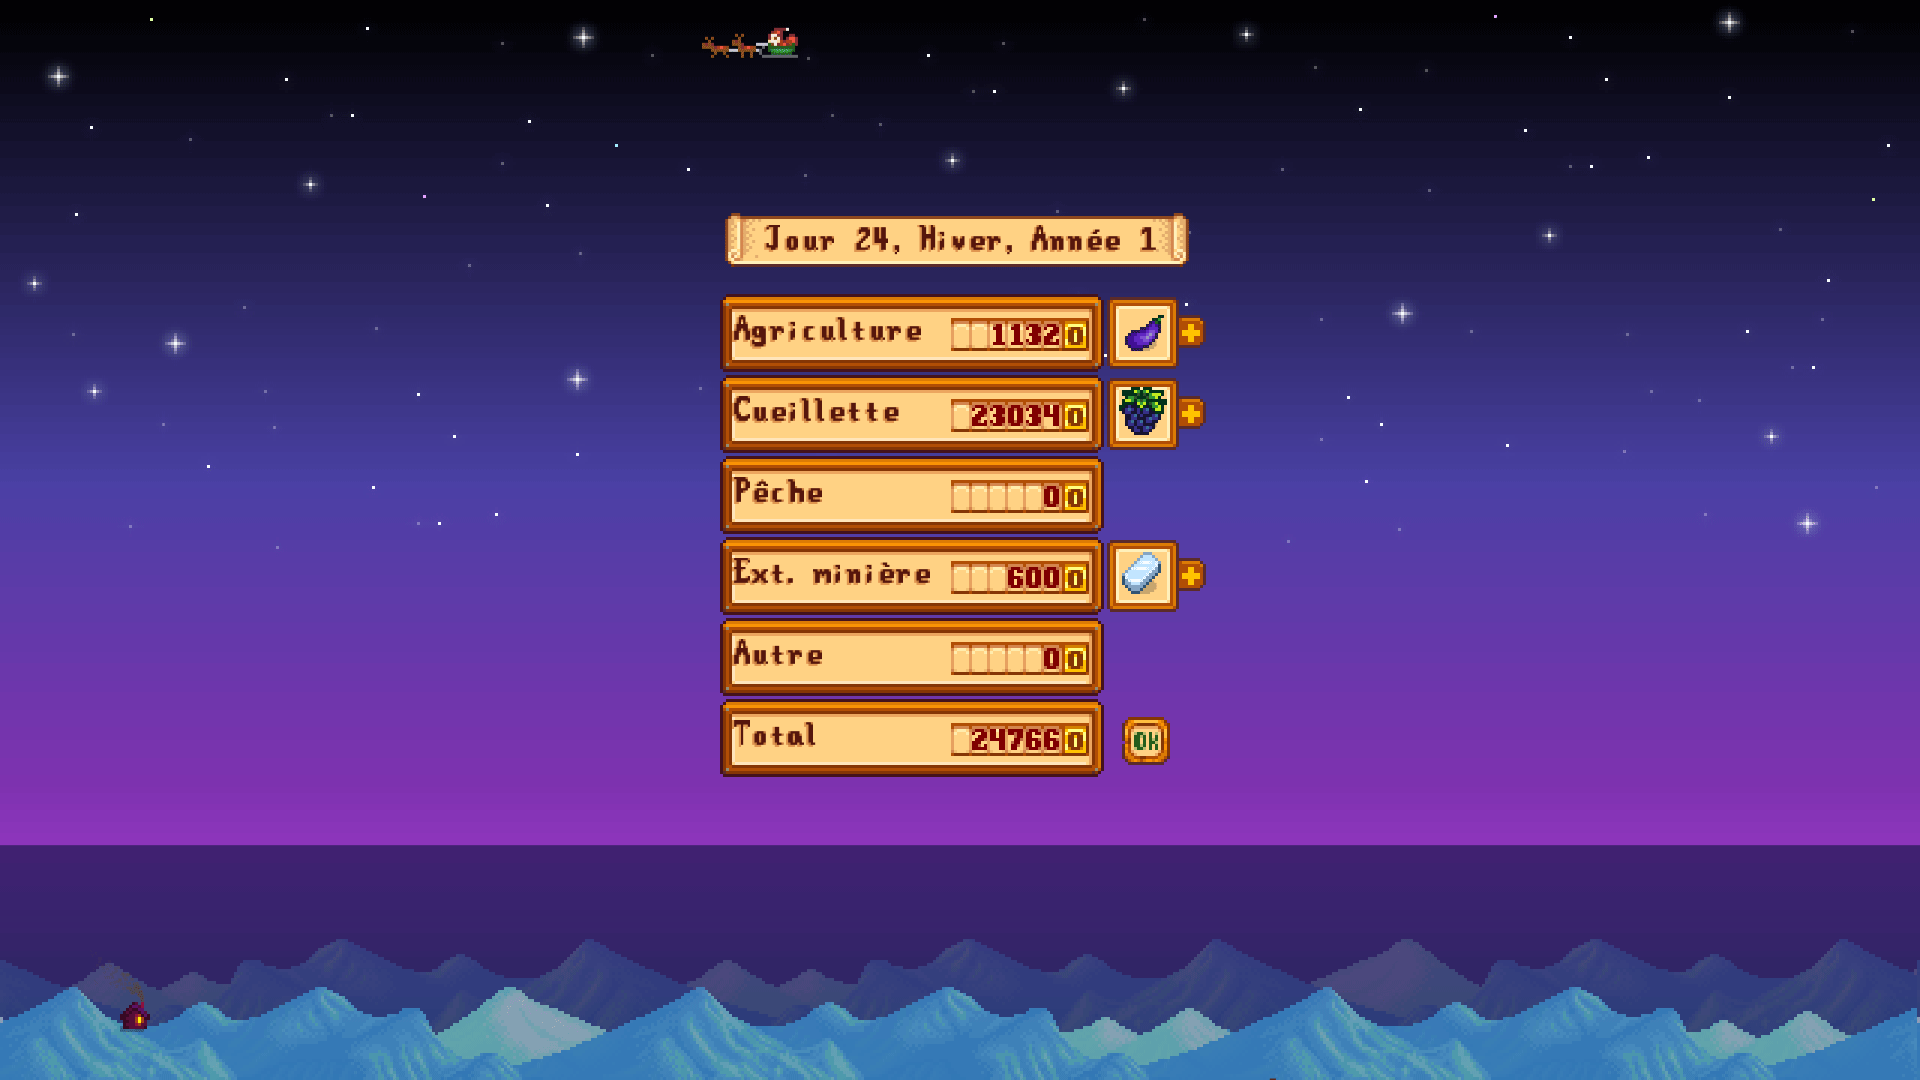 Jour 24, Hiver, Année 1
Agriculture 1132
Cueillette 23034
Pêche 0
Ext. minière 600
Autre 0
Total 24766
OK